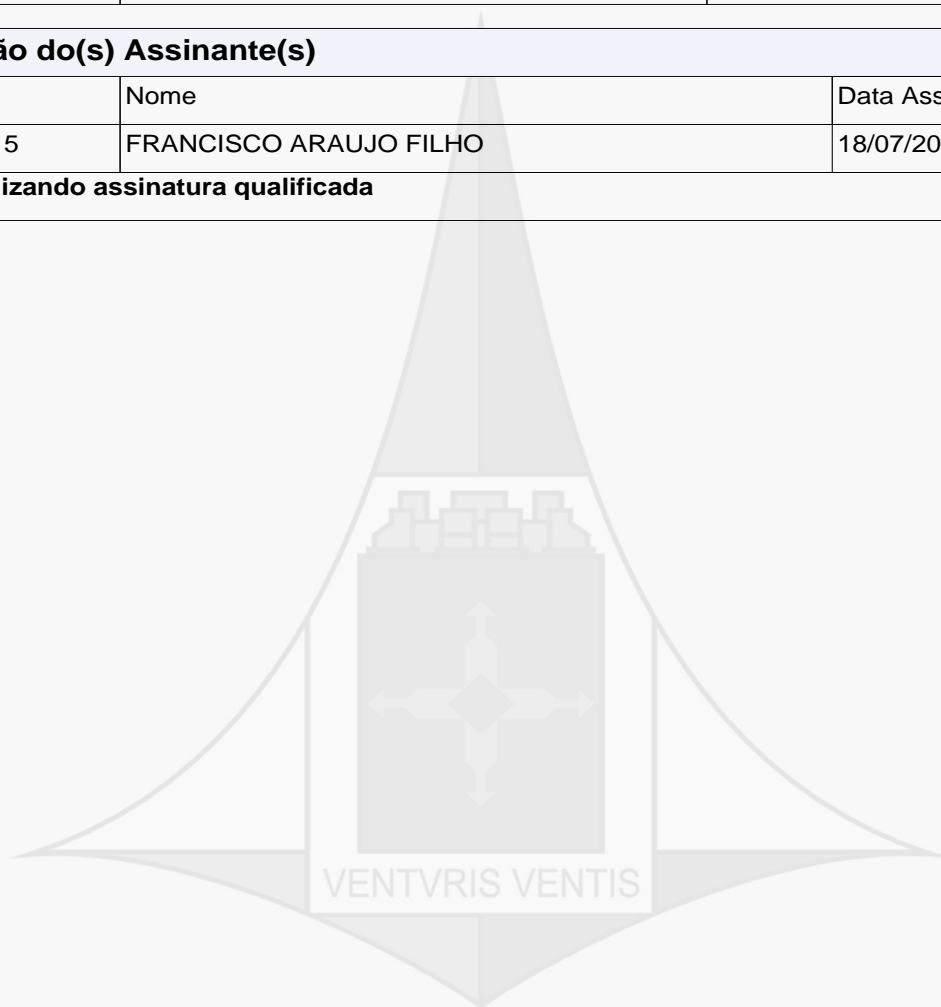 ão do(s) Assinante(s)
Nome Data Ass
5 FRANCISCO ARAUJO FILHO 18/07/20
izando assinatura qualificada
VENTVRIS VENTIS